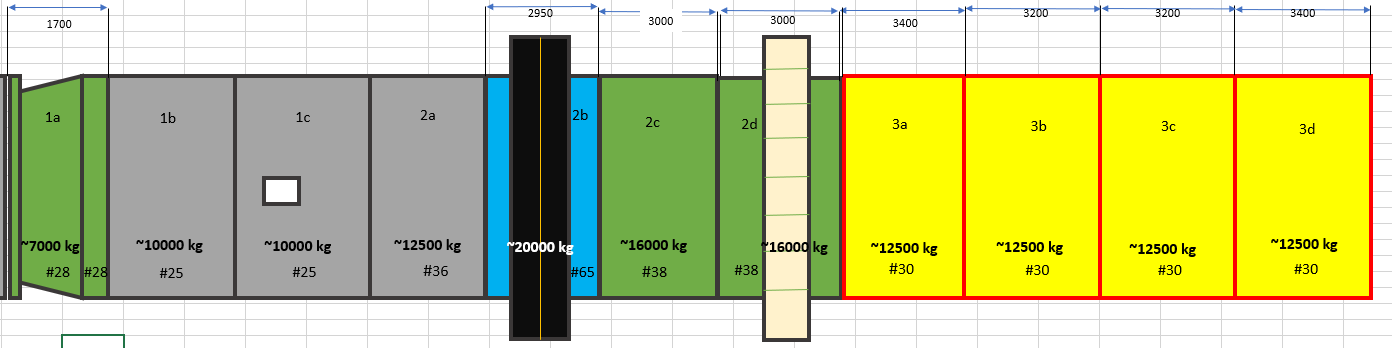 1700
2950
3000
3000
3400
3200
3200
3400
1a
1b
1c
2a
2b
2c
2d
3a
3b
3c
3d
~7000 kg
~10000 kg
~10000 kg
~12500 kg
~20000 kg
~16000 kg
~16000 kg
~12500 kg
~12500 kg
~12500 kg
~12500 kg
#28
#28
#25
#25
#36
#65
#38
#38
#30
#30
#30
#30